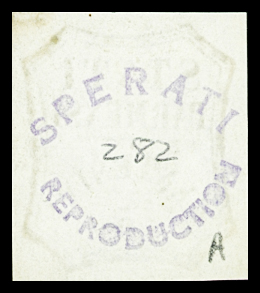 SPERATI
282
REPRODUCTION
A